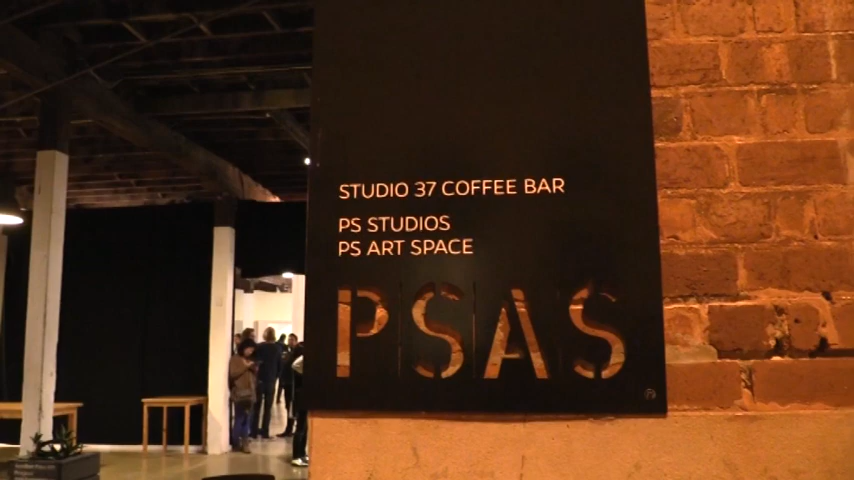 STUDIO 37 COFFEE BAR
PS STUDIOS
PS ART SPACE
PSAS